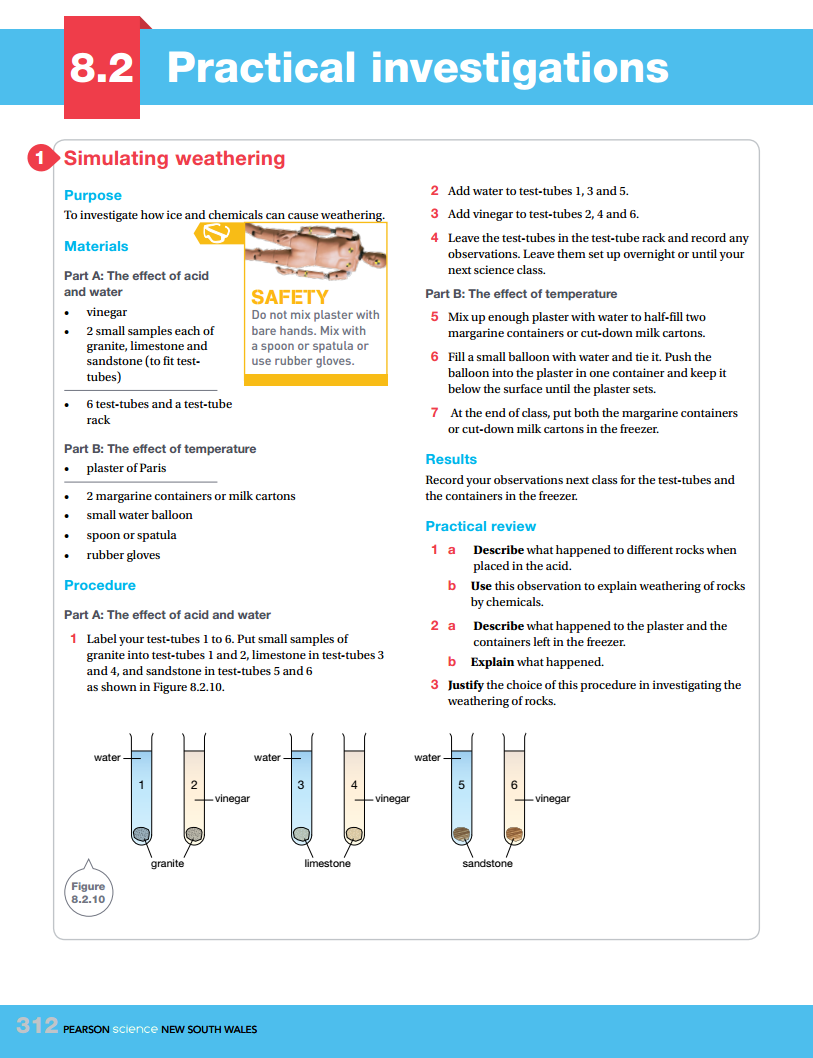 8.2 Practical investigations
1 Simulating weathering
Purpose
To investigate how ice and chemicals can cause weathering.
Materials
Part A: The effect of acid
and water
• vinegar
• 2 small samples each of
granite, limestone and
sandstone (to fit test-
tubes)
• 6 test-tubes and a test-tube
rack
SAFETY
Do not mix plaster with
bare hands. Mix with
a spoon or spatula or
use rubber gloves.
Part B: The effect of temperature
• plaster of Paris
• 2 margarine containers or milk cartons
• small water balloon
• spoon or spatula
• rubber gloves
Procedure
Part A: The effect of acid and water
1 Label your test-tubes 1 to 6. Put small samples of
granite into test-tubes 1 and 2, limestone in test-tubes 3
and 4, and sandstone in test-tubes 5 and 6
as shown in Figure 8.2.10.
2 Add water to test-tubes 1, 3 and 5.
3 Add vinegar to test-tubes 2, 4 and 6.
4 Leave the test-tubes in the test-tube rack and record any
observations. Leave them set up overnight or until your
next science class.
Part B: The effect of temperature
5 Mix up enough plaster with water to half-fill two
margarine containers or cut-down milk cartons.
6 Fill a small balloon with water and tie it. Push the
balloon into the plaster in one container and keep it
below the surface until the plaster sets.
7 At the end of class, put both the margarine containers
or cut-down milk cartons in the freezer.
Results
Record your observations next class for the test-tubes and
the containers in the freezer.
Practical review
1 a Describe what happened to different rocks when
placed in the acid.
b Use this observation to explain weathering of rocks
by chemicals.
2 a Describe what happened to the plaster and the
containers left in the freezer.
b Explain what happened.
3 Justify the choice of this procedure in investigating the
weathering of rocks.
water water water
1 2 3 4 5 6
vinegar vinegar vinegar
granite limestone sandstone
Figure
8.2.10
312 PEARSON science NEW SOUTH WALES